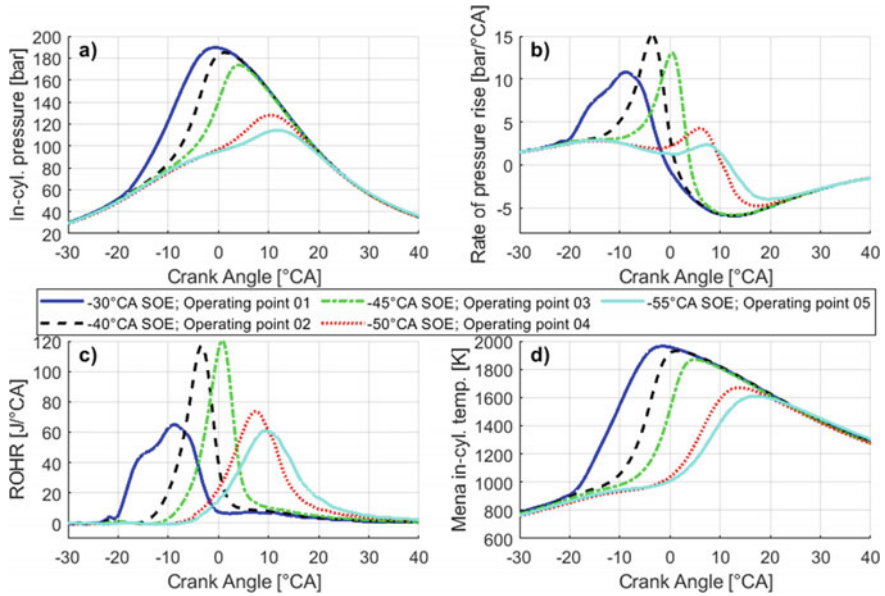 a)
In-cyl. pressure [bar]
200
180
160
140
120
100
80
60
40
20
-30 -20 -10 0 10 20 30 40
Crank Angle [°CA]
b)
Rate of pressure rise [bar/°CA]
15
10
5
0
-5
-30 -20 -10 0 10 20 30 40
Crank Angle [°CA]
-30°CA SOE; Operating point 01
-40°CA SOE; Operating point 02
-45°CA SOE; Operating point 03
-50°CA SOE; Operating point 04
-55°CA SOE; Operating point 05
c)
ROHR [J/°CA]
120
100
80
60
40
20
0
-30 -20 -10 0 10 20 30 40
Crank Angle [°CA]
d)
Mena in-cyl. temp. [K]
2000
1800
1600
1400
1200
1000
800
600
-30 -20 -10 0 10 20 30 40
Crank Angle [°CA]